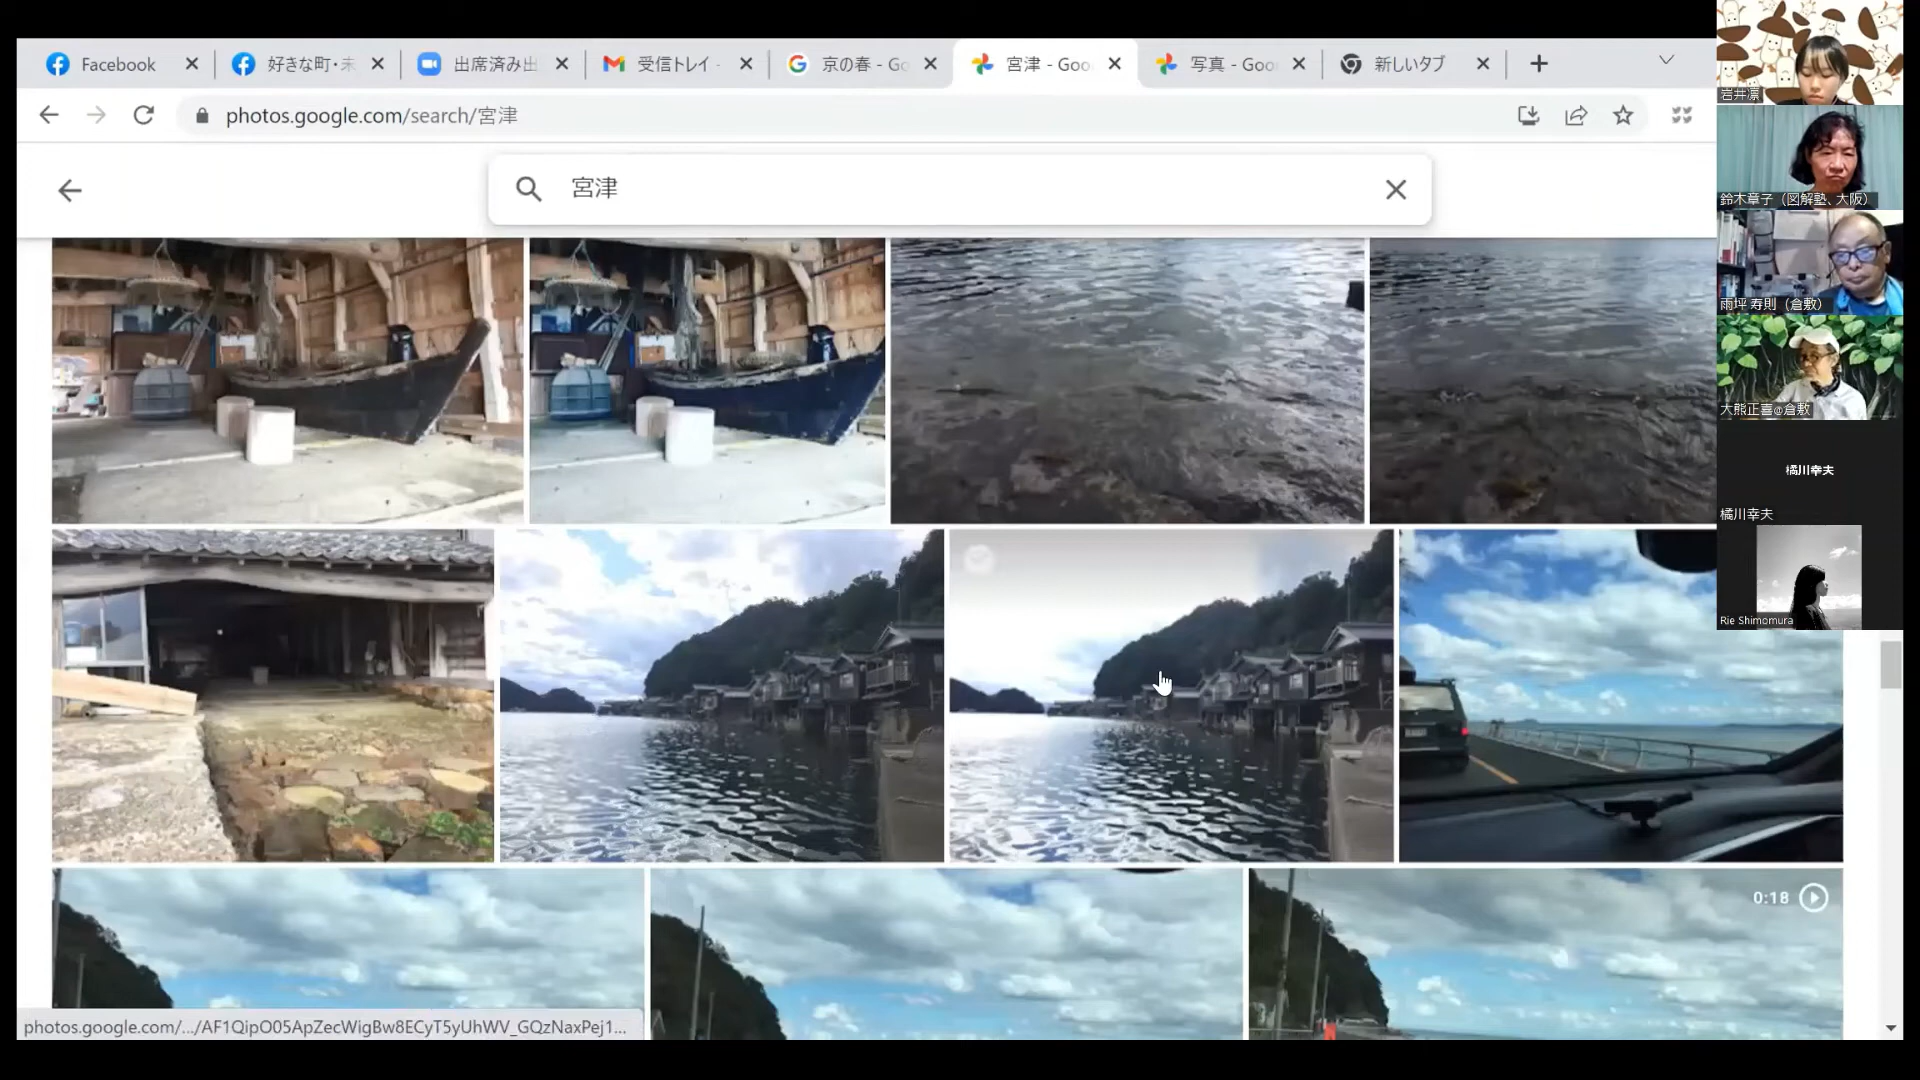 Facebook
好きな町・未
出席済み出
受信トレイ -
京の春 - Go
宮津 - Goo
写真 - Goo
新しいタブ
photos.google.com/search/宮津
宮津
岩井凛
鈴木章子（図解塾、大阪）
雨坪 寿則（倉敷）
大熊正喜@倉敷
橘川幸夫
橘川幸夫
Rie Shimomura
0:18
photos.google.com/.../AF1QipO05ApZecWigBw8ECyT5yUhWV_GQzNaxPej1...